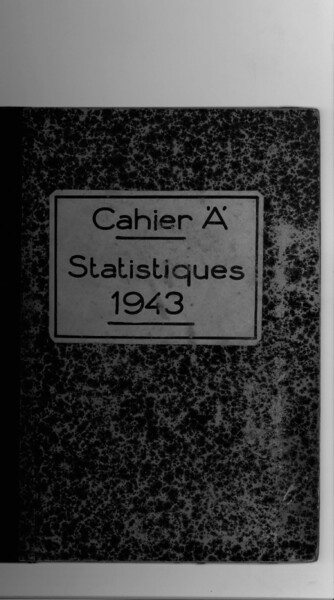 Cahier "A"
Statistiques
1943